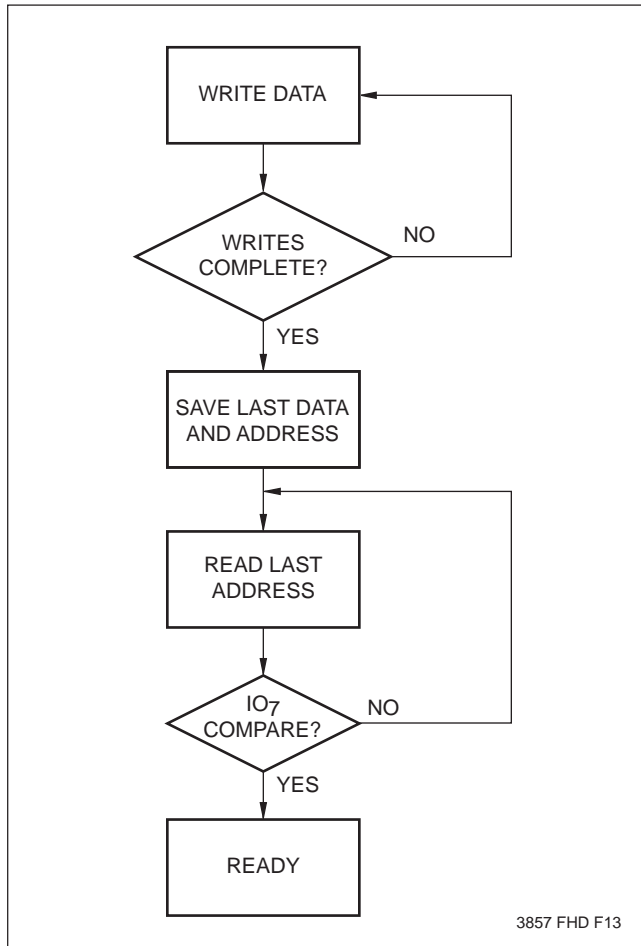 WRITE DATA
WRITES
COMPLETE?
NO
YES
SAVE LAST DATA
AND ADDRESS
READ LAST
ADDRESS
IO7
COMPARE?
NO
YES
READY
3857 FHD F13